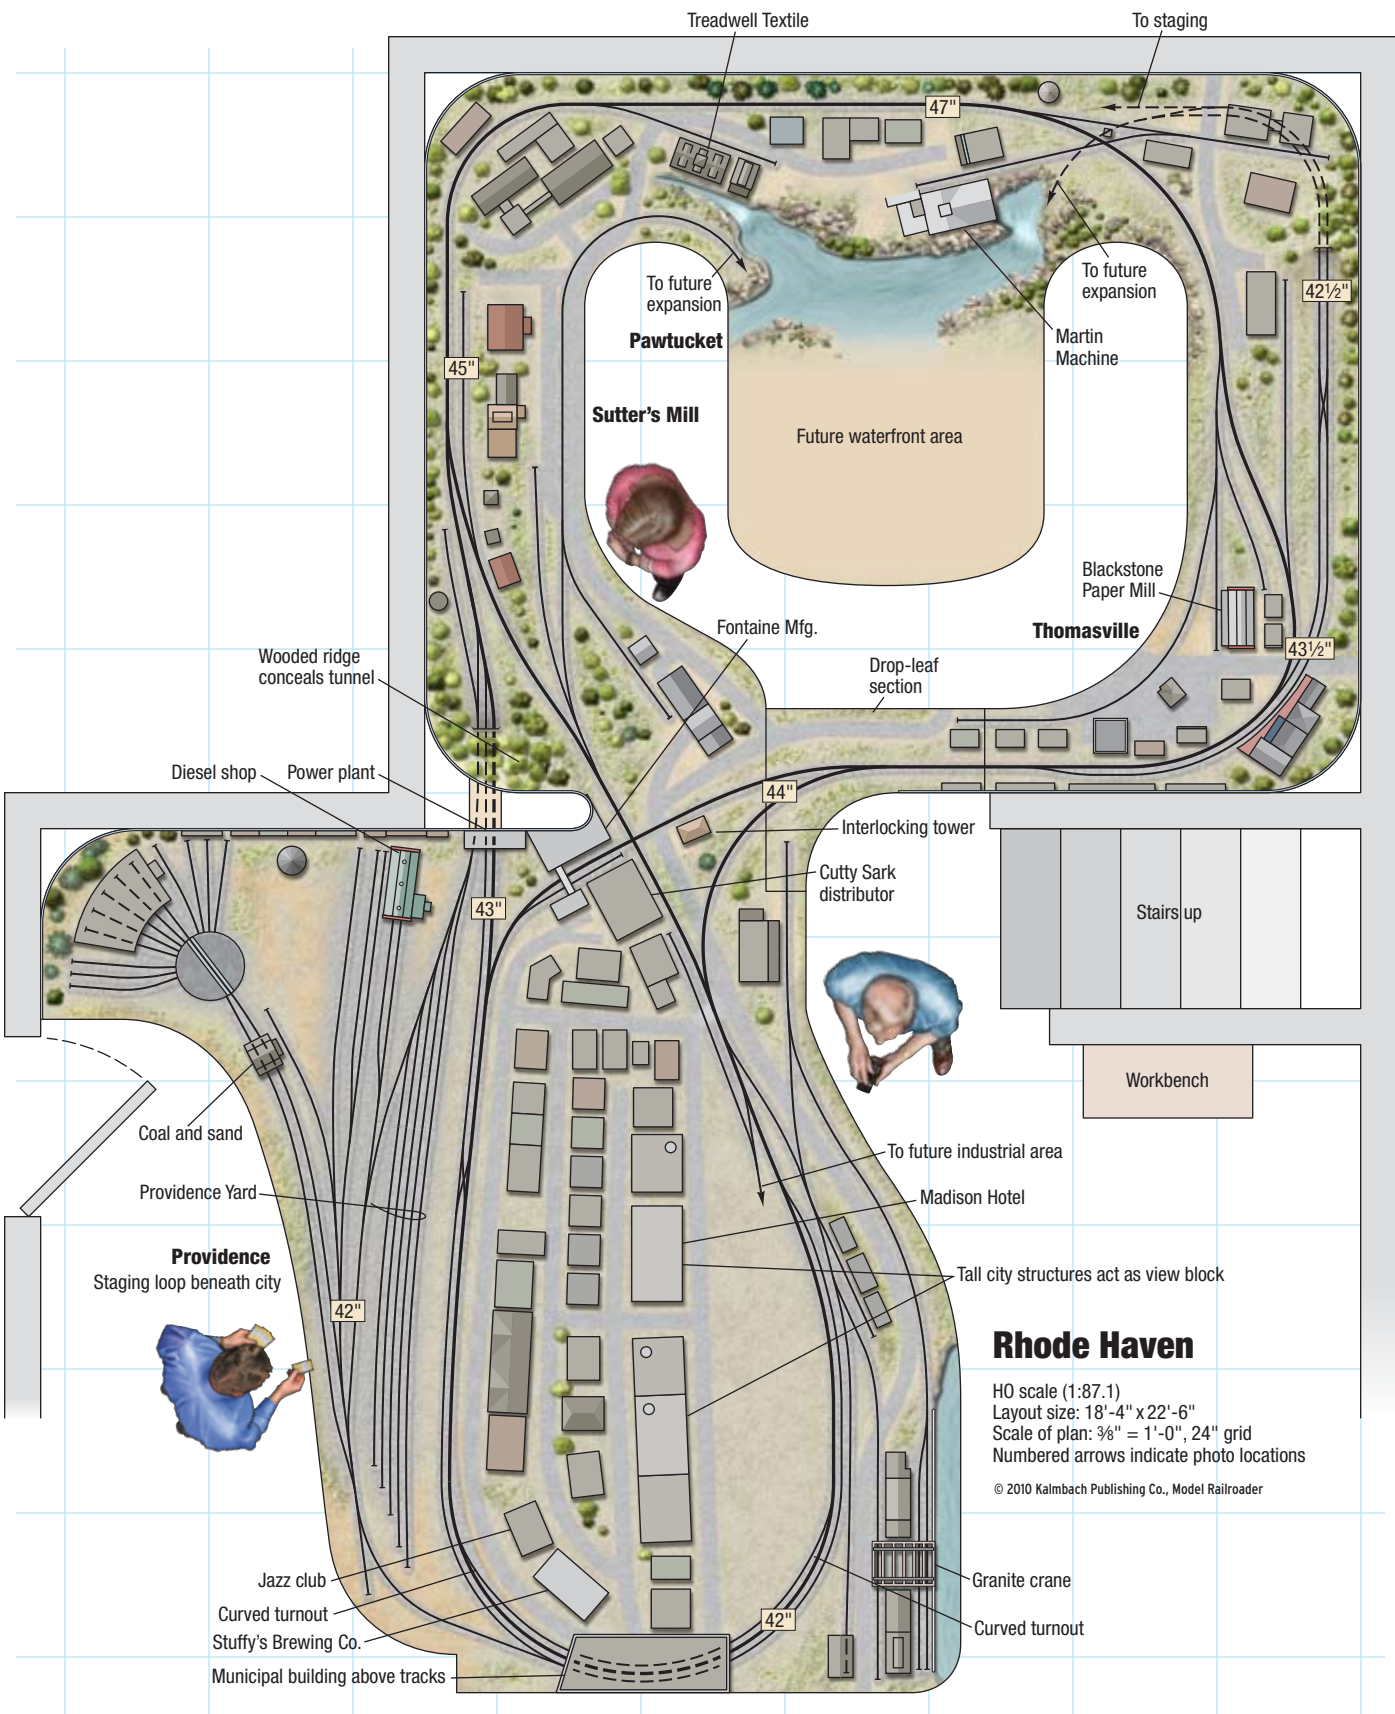 Treadwell Textile
To staging
47"
To future
expansion
To future
expansion
42½"
Pawtucket
Martin
Machine
45"
Sutter's Mill
Future waterfront area
Blackstone
Paper Mill
Thomasville
Fontaine Mfg.
43½"
Wooded ridge
conceals tunnel
Drop-leaf
section
Diesel shop
Power plant
44"
Interlocking tower
Cutty Sark
distributor
43"
Stairs up
Workbench
Coal and sand
To future industrial area
Providence Yard
Madison Hotel
Providence
Staging loop beneath city
Tall city structures act as view block
42"
Rhode Haven
HO scale (1:87.1)
Layout size: 18'-4" x 22'-6"
Scale of plan: ⅜" = 1'-0", 24" grid
Numbered arrows indicate photo locations
© 2010 Kalmbach Publishing Co., Model Railroader
Jazz club
Granite crane
Curved turnout
42"
Curved turnout
Stuffy's Brewing Co.
Municipal building above tracks